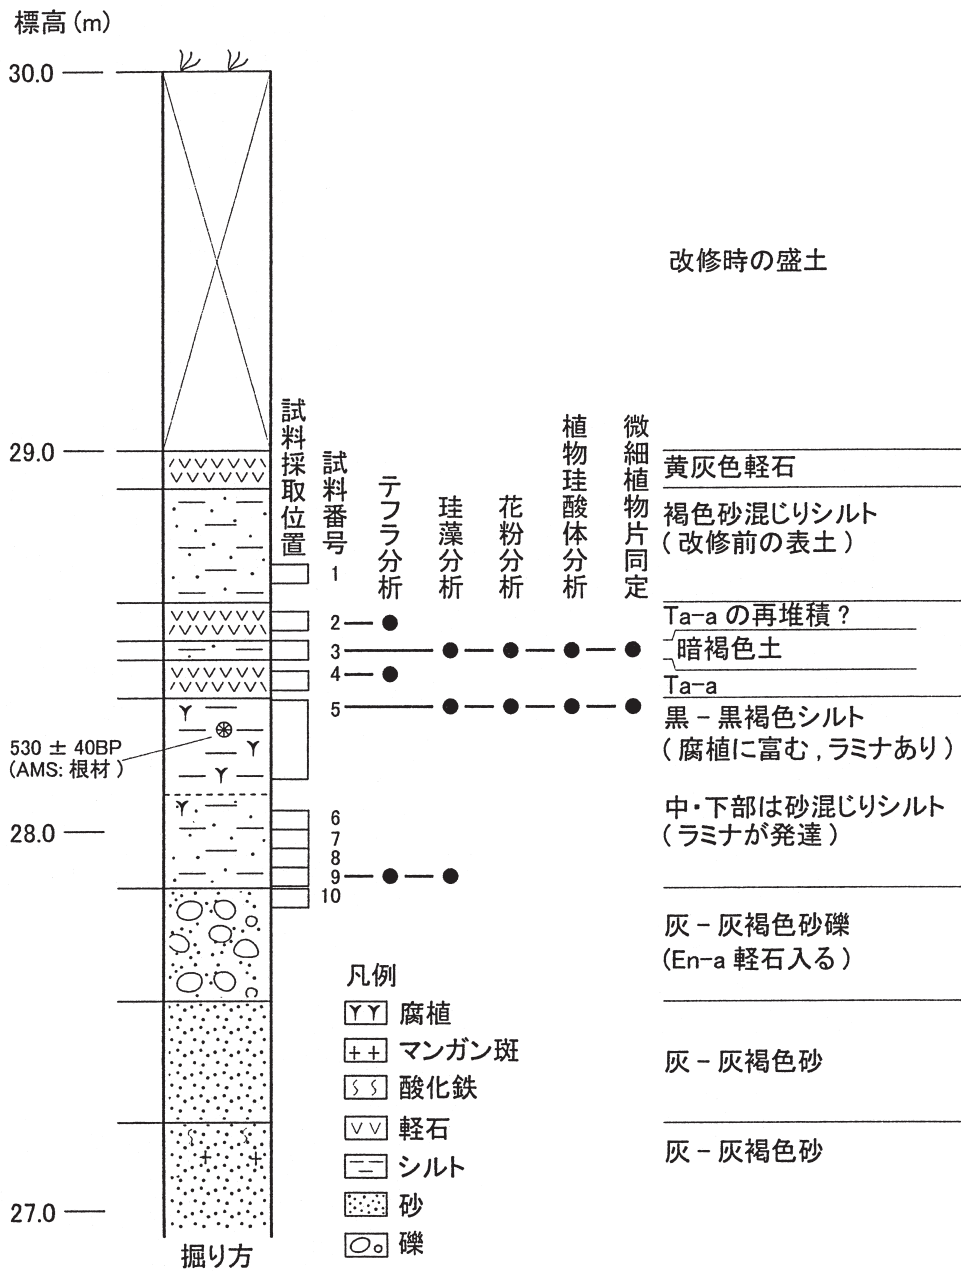 標高(m)
30.0
改修時の盛土
29.0
試料採取位置
試料番号
テフラ分析
珪藻分析
花粉分析
植物珪酸体分析
微細植物片同定
黄灰色軽石
褐色砂混じりシルト
(改修前の表土)
1
Ta-aの再堆積?
2
3
暗褐色土
4
Ta-a
5
黒-黒褐色シルト
(腐植に富む,ラミナあり)
530 ± 40BP
(AMS:根材)
中・下部は砂混じりシルト
(ラミナが発達)
28.0
6
7
8
9
10
灰-灰褐色砂礫
(En-a 軽石入る)
凡例
腐植
マンガン斑
酸化鉄
軽石
シルト
砂
礫
灰-灰褐色砂
灰-灰褐色砂
27.0
掘り方